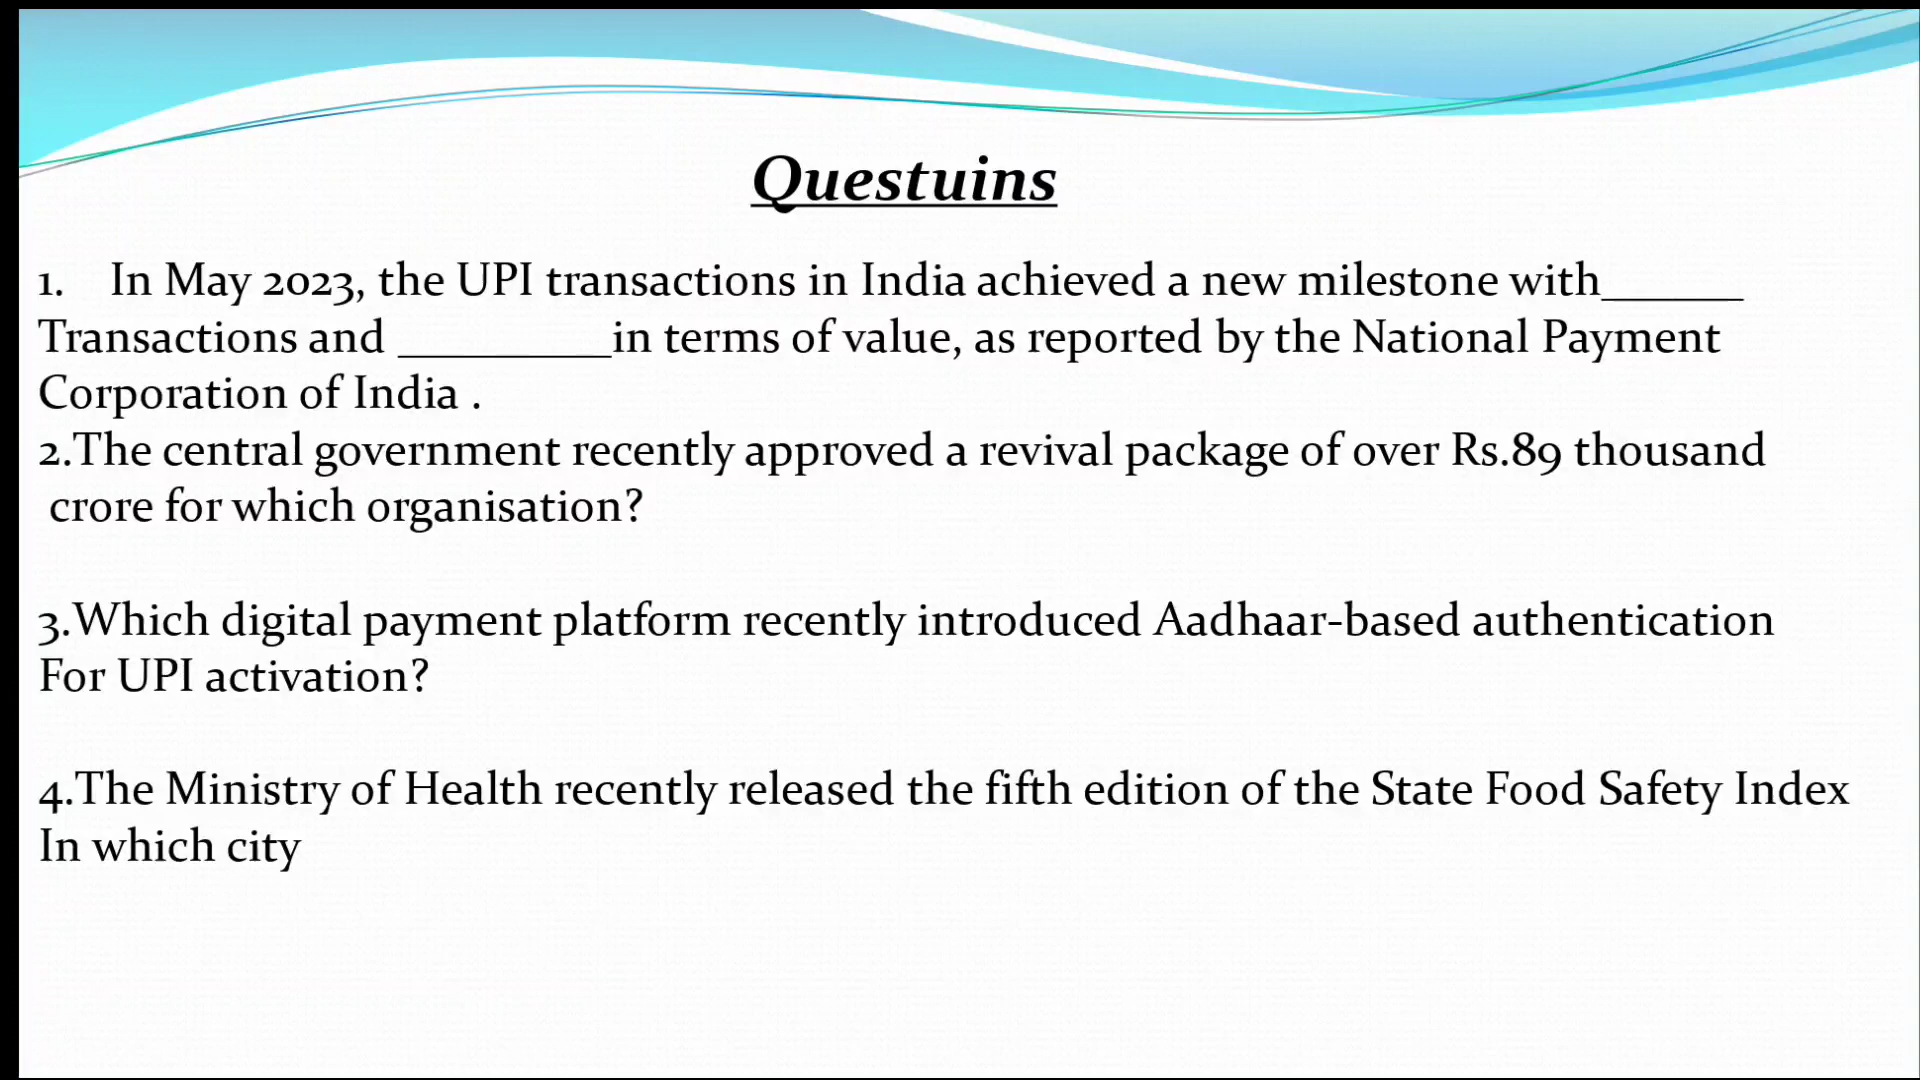 Questuins
1. In May 2023, the UPI transactions in India achieved a new milestone with______
Transactions and _________in terms of value, as reported by the National Payment
Corporation of India .
2.The central government recently approved a revival package of over Rs.89 thousand
crore for which organisation?
3.Which digital payment platform recently introduced Aadhaar-based authentication
For UPI activation?
4.The Ministry of Health recently released the fifth edition of the State Food Safety Index
In which city